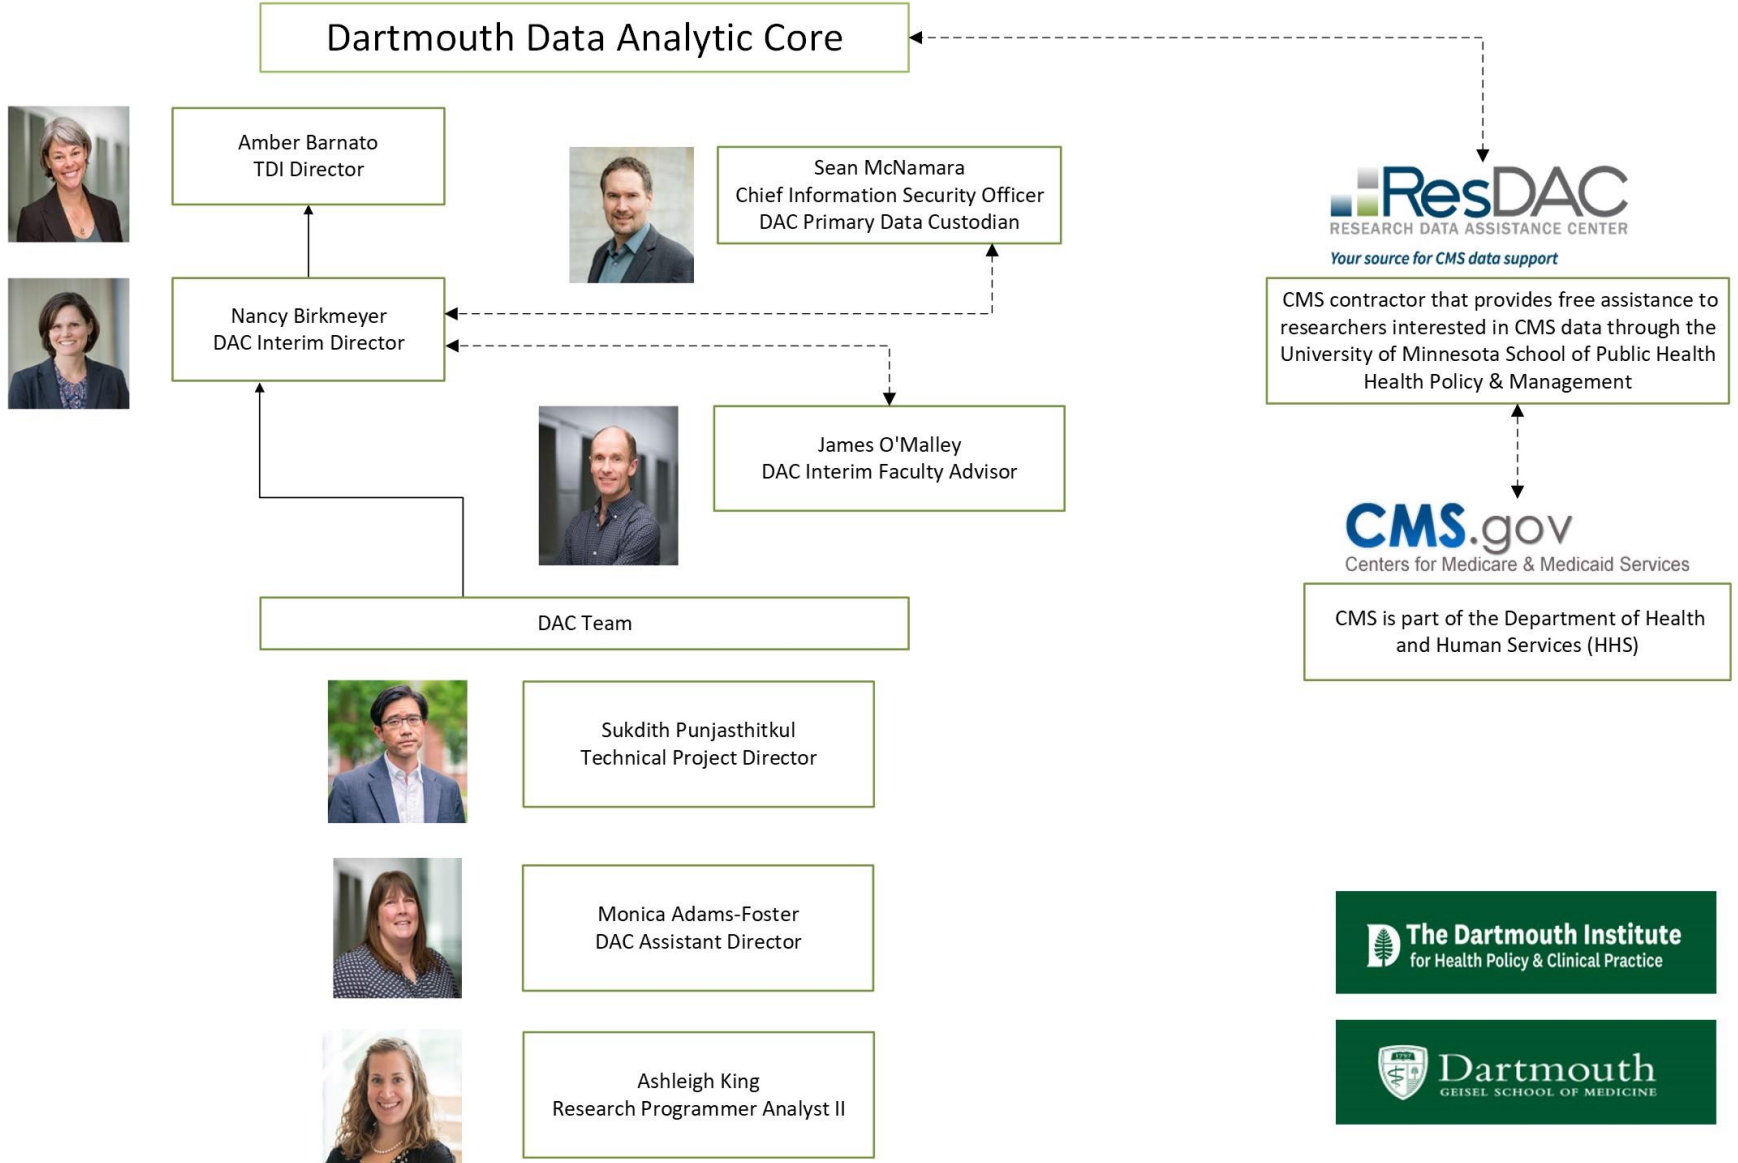 Dartmouth Data Analytic Core
Amber Barnato
TDI Director
Sean McNamara
Chief Information Security Officer
DAC Primary Data Custodian
Nancy Birkmeyer
DAC Interim Director
James O'Malley
DAC Interim Faculty Advisor
DAC Team
Sukdith Punjasthitkul
Technical Project Director
Monica Adams-Foster
DAC Assistant Director
Ashleigh King
Research Programmer Analyst II
ResDAC
RESEARCH DATA ASSISTANCE CENTER
Your source for CMS data support
CMS contractor that provides free assistance to
researchers interested in CMS data through the
University of Minnesota School of Public Health
Health Policy & Management
CMS.gov
Centers for Medicare & Medicaid Services
CMS is part of the Department of Health
and Human Services (HHS)
D The Dartmouth Institute
for Health Policy & Clinical Practice
1797
Dartmouth
GEISEL SCHOOL OF MEDICINE